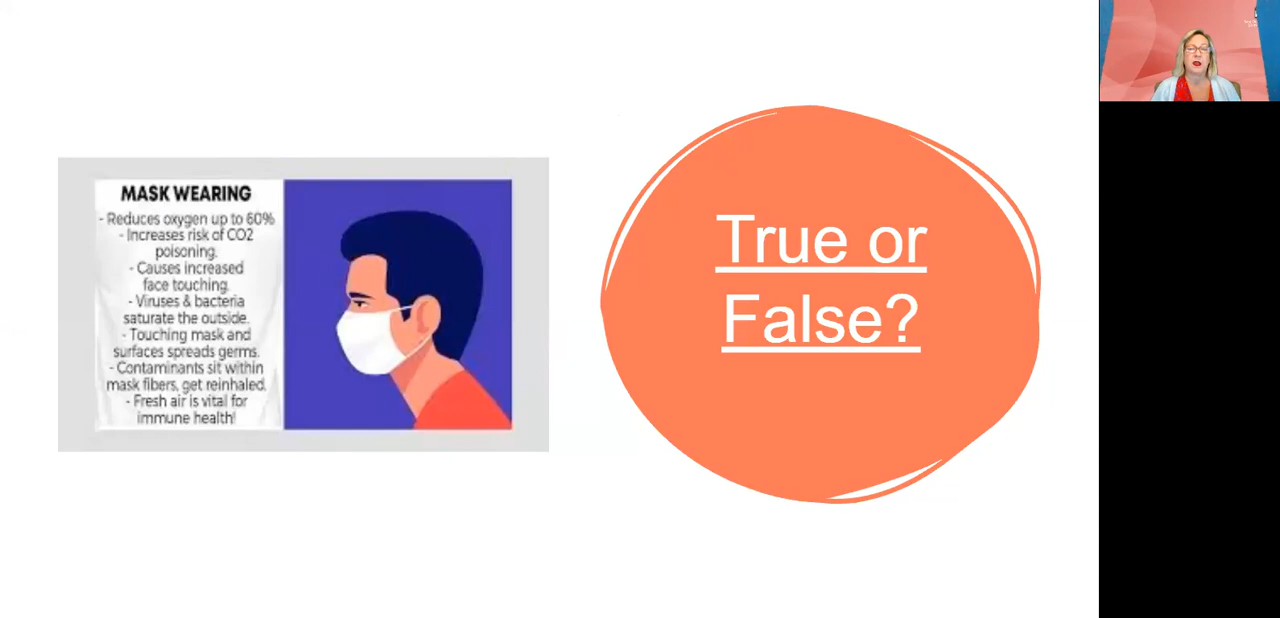 MASK WEARING
- Reduces oxygen up to 60%
- Increases risk of CO2
poisoning.
- Causes increased
face touching.
- Viruses & bacteria
saturate the outside.
- Touching mask and
surfaces spreads germs.
- Contaminants sit within
mask fibers, get reinhaled.
- Fresh air is vital for
immune health!
True or
False?